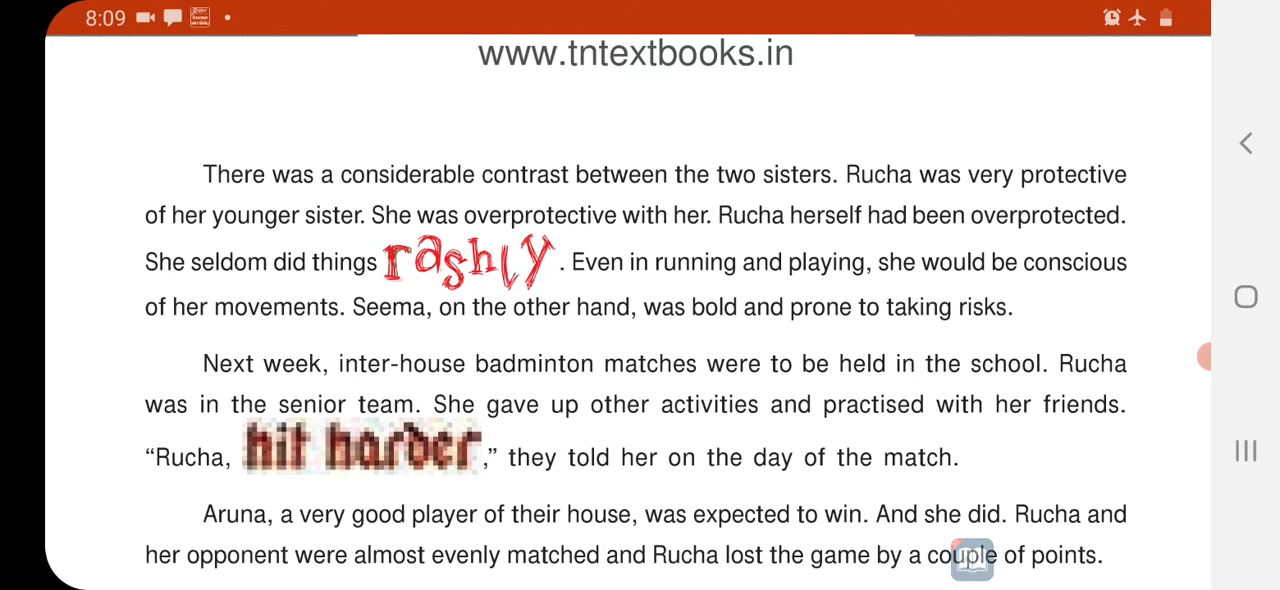 8:09
www.tntextbooks.in
There was a considerable contrast between the two sisters. Rucha was very protective
of her younger sister. She was overprotective with her. Rucha herself had been overprotected.
She seldom did things rashly. Even in running and playing, she would be conscious
of her movements. Seema, on the other hand, was bold and prone to taking risks.
Next week, inter-house badminton matches were to be held in the school. Rucha
was in the senior team. She gave up other activities and practised with her friends.
“Rucha, hit harder,” they told her on the day of the match.
Aruna, a very good player of their house, was expected to win. And she did. Rucha and
her opponent were almost evenly matched and Rucha lost the game by a couple of points.